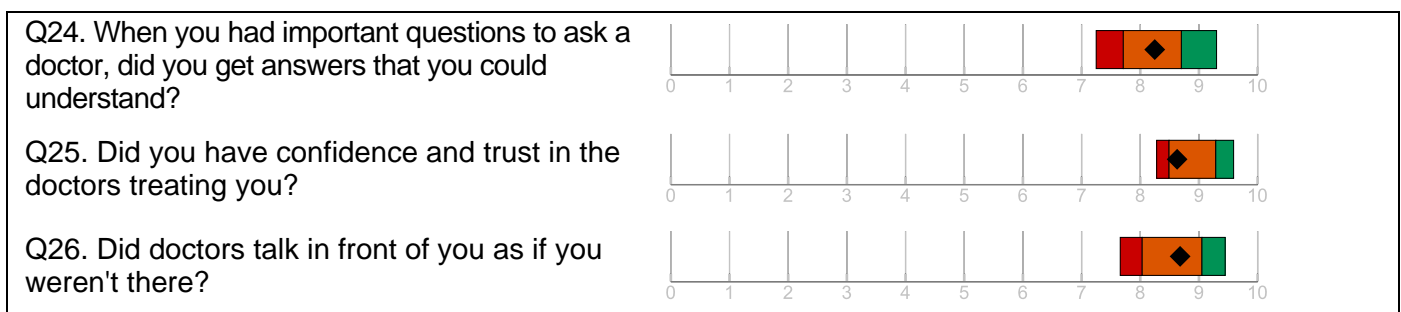 Q24. When you had important questions to ask a
doctor, did you get answers that you could
understand?
0 1 2 3 4 5 6 7 8 9 10
Q25. Did you have confidence and trust in the
doctors treating you?
0 1 2 3 4 5 6 7 8 9 10
Q26. Did doctors talk in front of you as if you
weren't there?
0 1 2 3 4 5 6 7 8 9 10